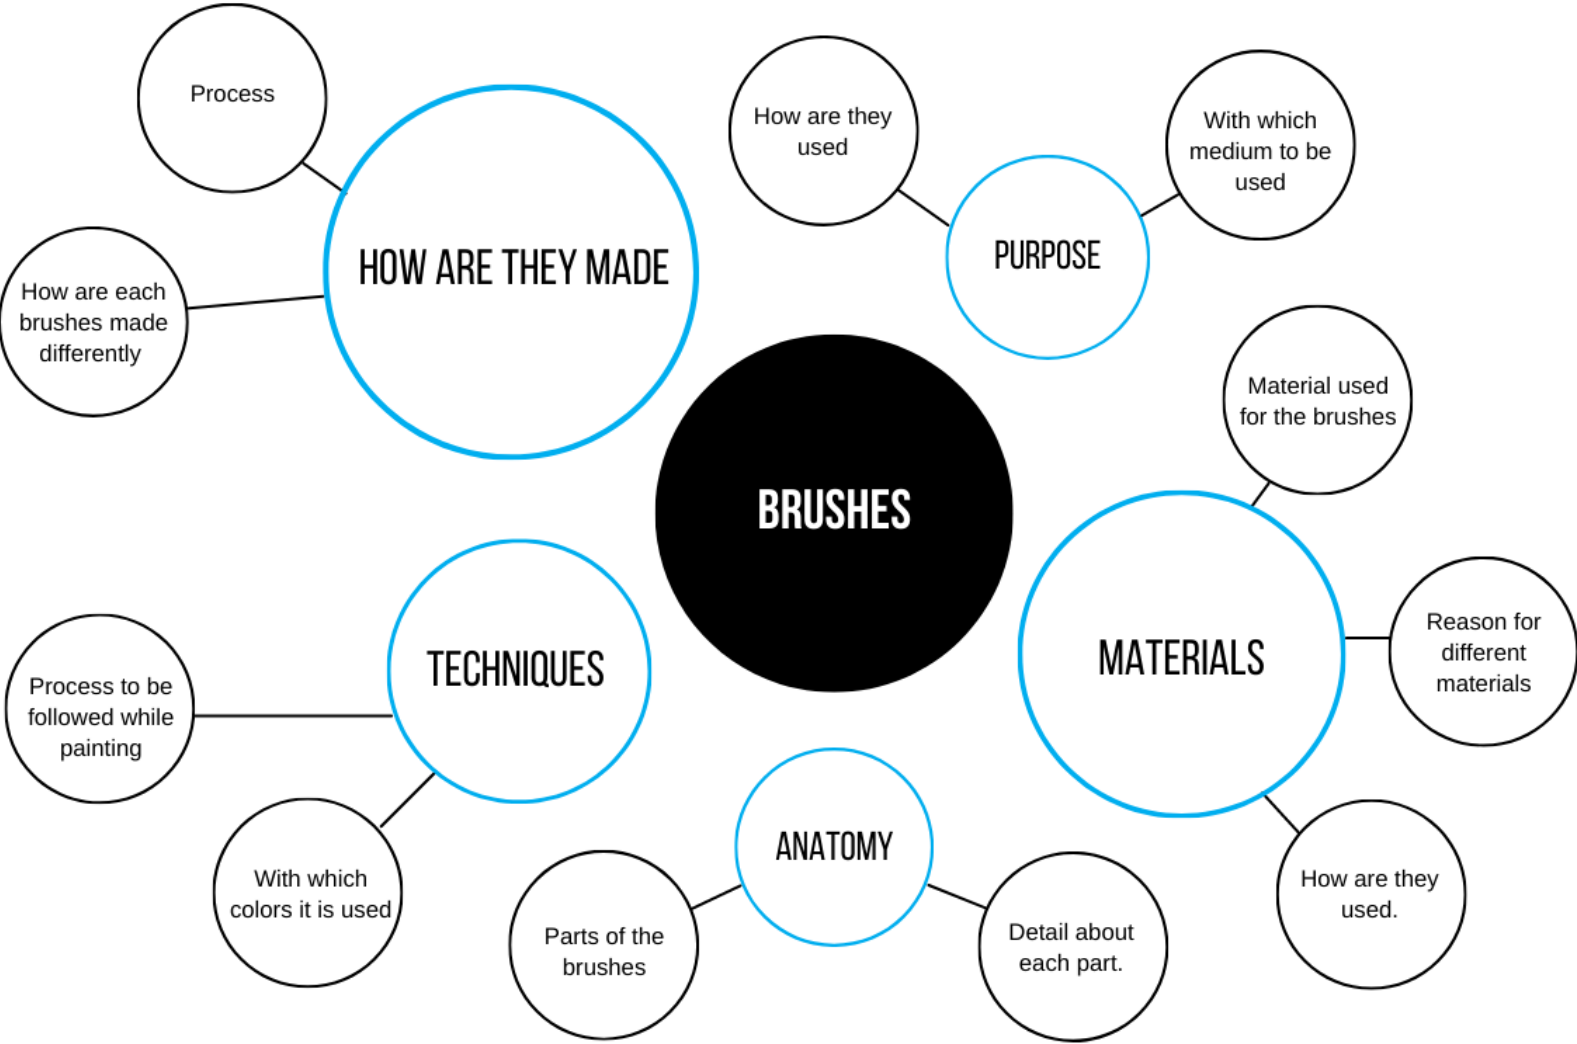 Process
HOW ARE THEY MADE
How are each
brushes made
differently
How are they
used
PURPOSE
With which
medium to be
used
BRUSHES
Material used
for the brushes
MATERIALS
Reason for
different
materials
How are they
used.
TECHNIQUES
Process to be
followed while
painting
With which
colors it is used
ANATOMY
Parts of the
brushes
Detail about
each part.